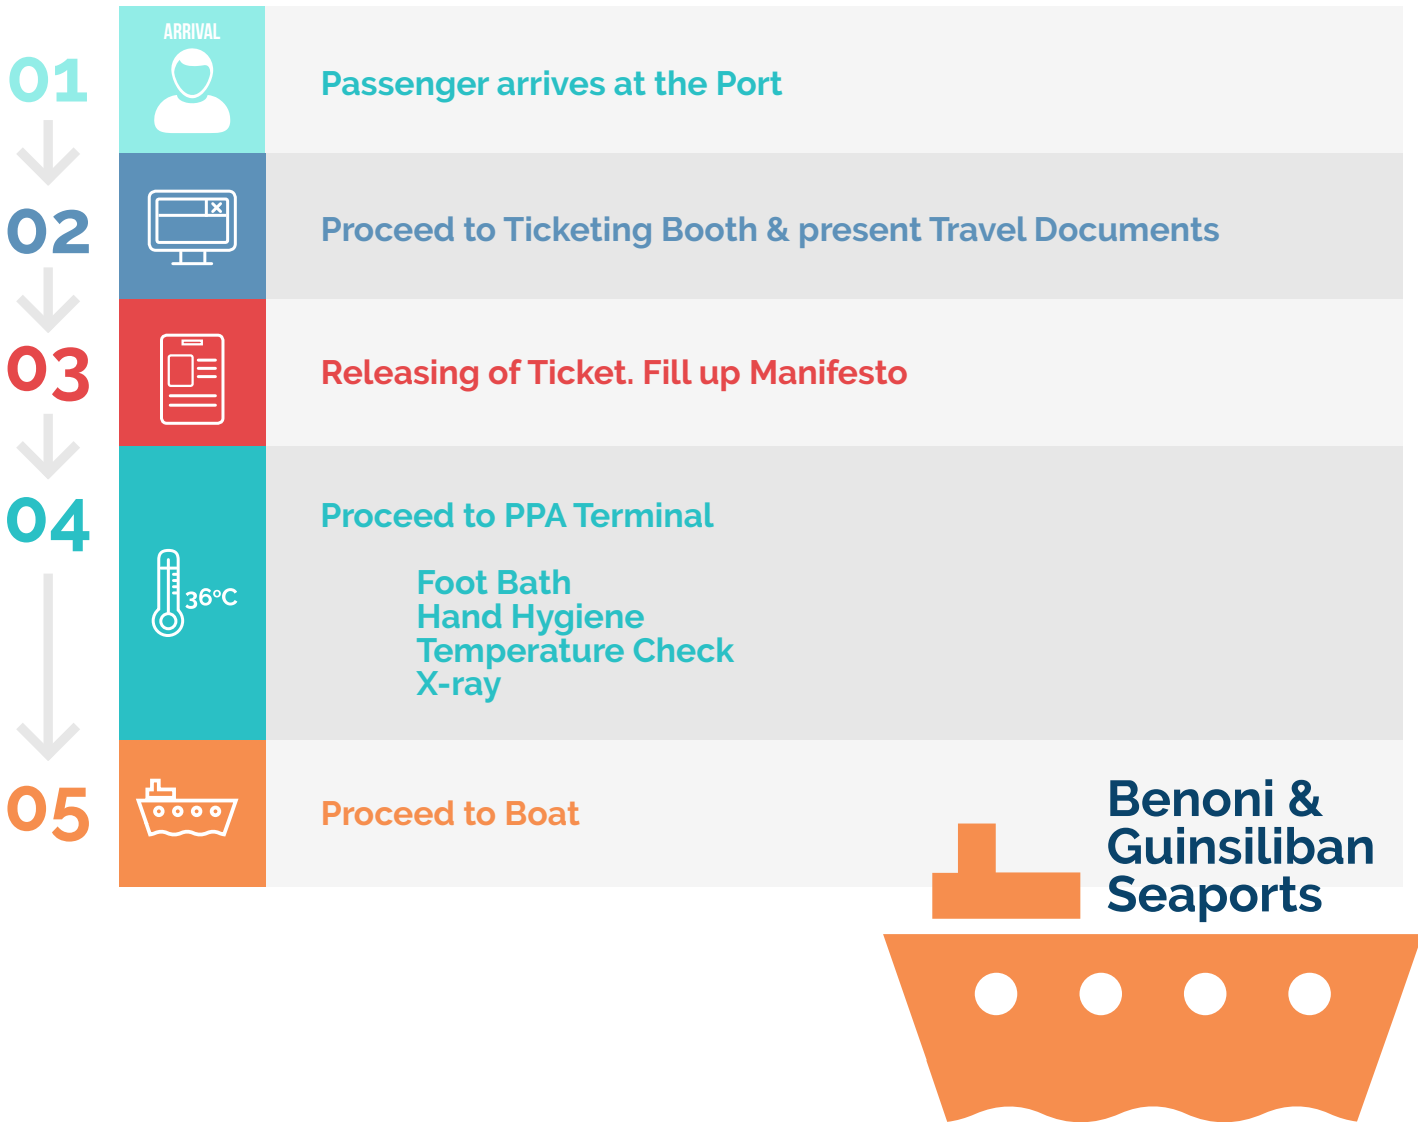 01
ARRIVAL
Passenger arrives at the Port
02
Proceed to Ticketing Booth & present Travel Documents
03
Releasing of Ticket. Fill up Manifesto
04
Proceed to PPA Terminal
Foot Bath
Hand Hygiene
Temperature Check
X-ray
36°C
05
Proceed to Boat
Benoni &
Guinsiliban
Seaports